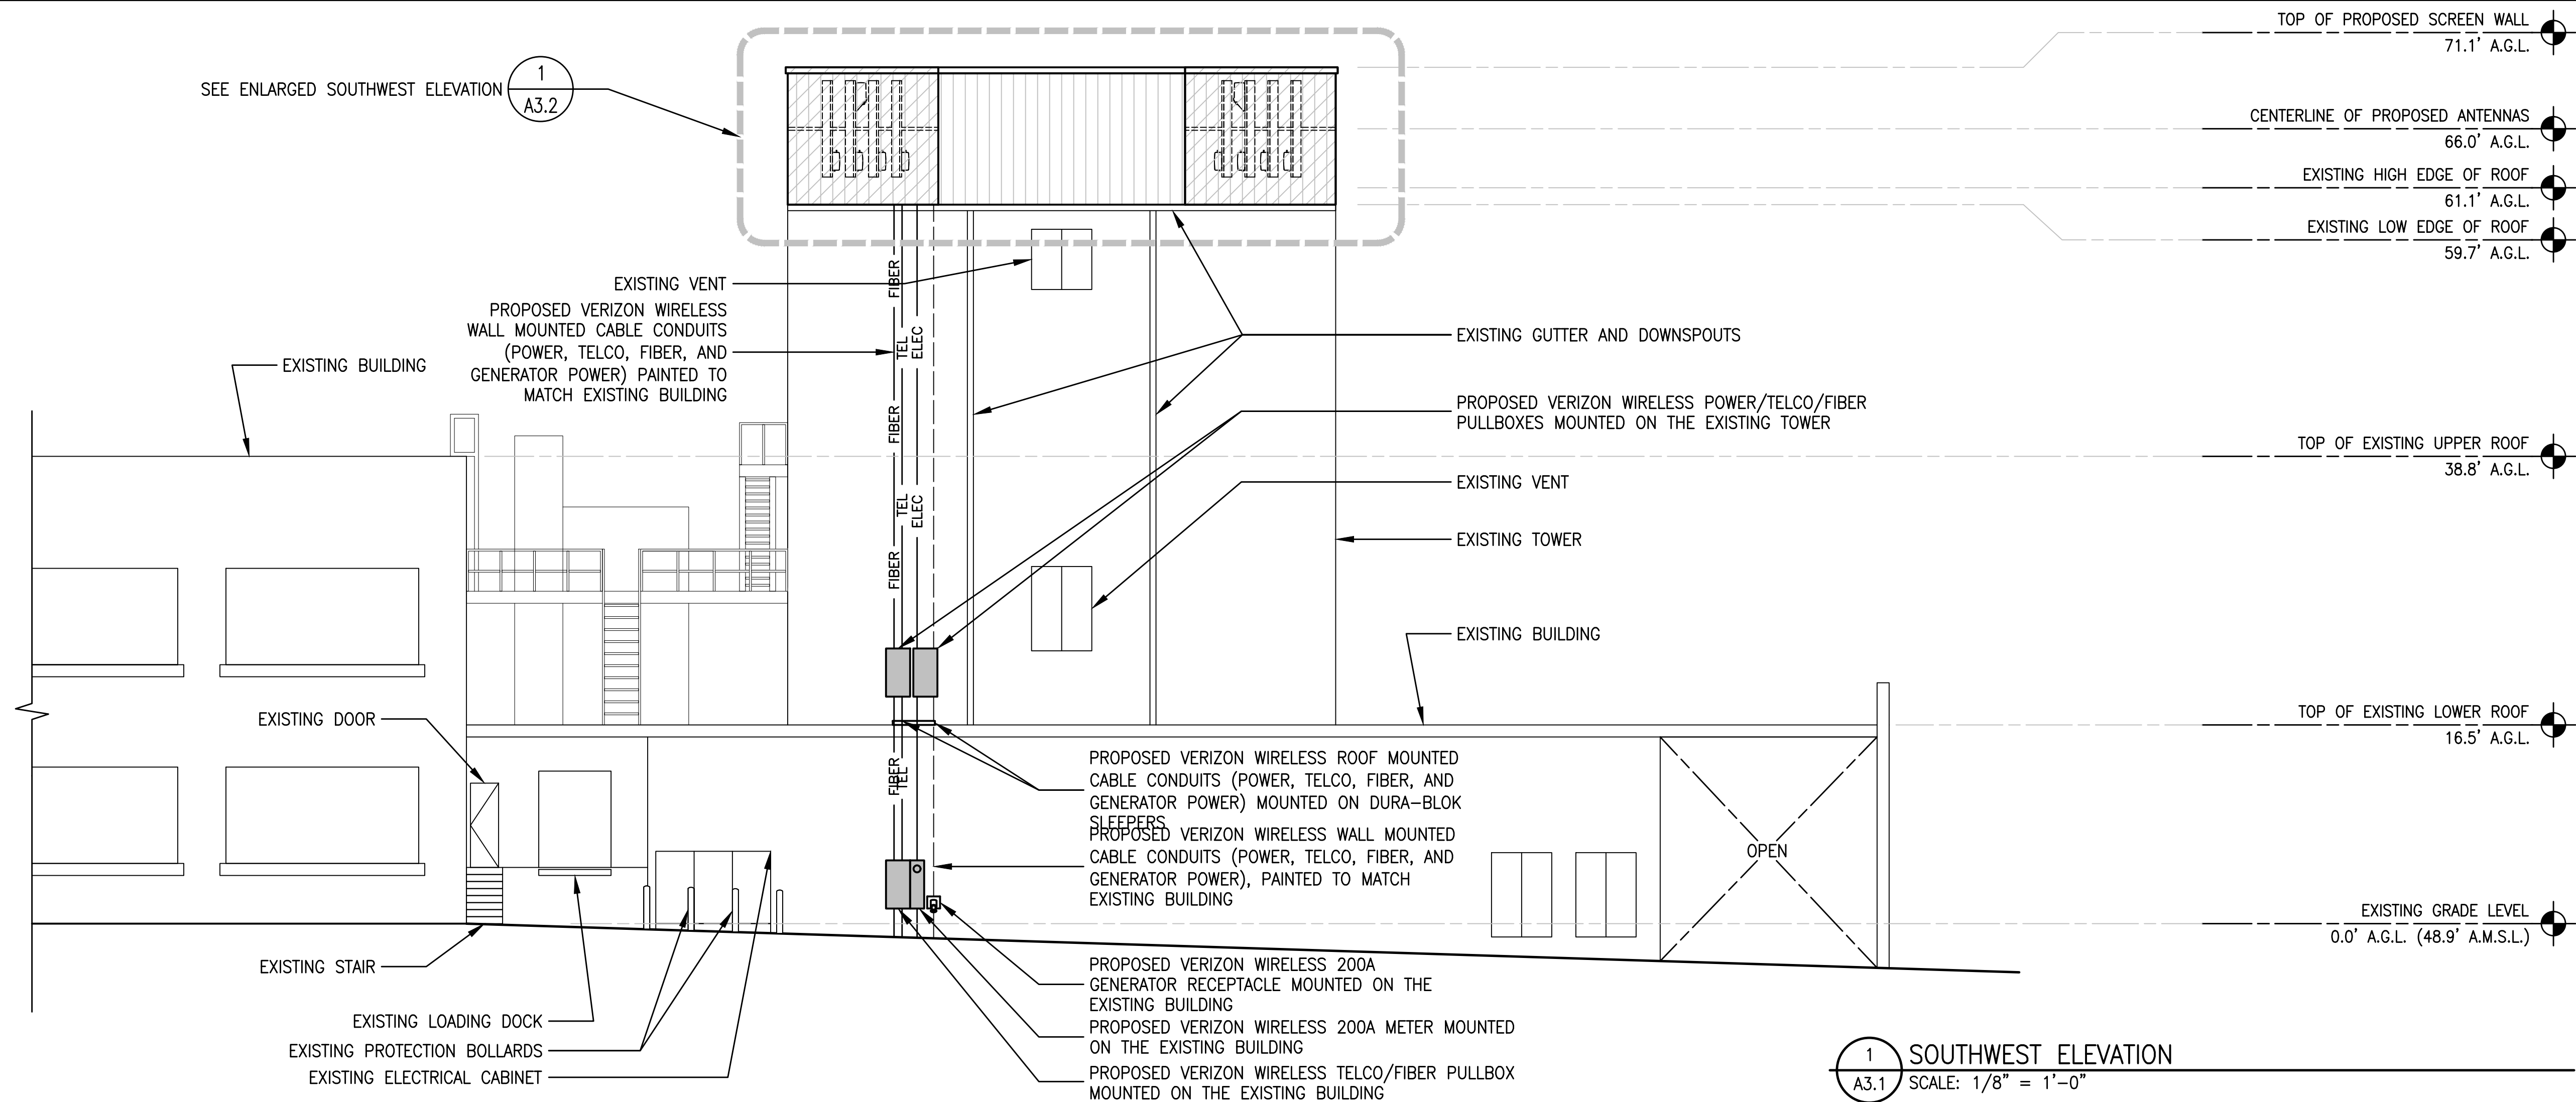 SEE ENLARGED SOUTHWEST ELEVATION
1
A3.2
TOP OF PROPOSED SCREEN WALL
71.1' A.G.L.
CENTERLINE OF PROPOSED ANTENNAS
66.0' A.G.L.
EXISTING HIGH EDGE OF ROOF
61.1' A.G.L.
EXISTING LOW EDGE OF ROOF
59.7' A.G.L.
EXISTING VENT
PROPOSED VERIZON WIRELESS
WALL MOUNTED CABLE CONDUITS
(POWER, TELCO, FIBER, AND
GENERATOR POWER) PAINTED TO
MATCH EXISTING BUILDING
EXISTING BUILDING
FIBER
TEL
ELEC
FIBER
TEL
ELEC
FIBER
FIBER
TEL
EXISTING GUTTER AND DOWNSPOUTS
PROPOSED VERIZON WIRELESS POWER/TELCO/FIBER
PULLBOXES MOUNTED ON THE EXISTING TOWER
EXISTING VENT
EXISTING TOWER
EXISTING BUILDING
TOP OF EXISTING UPPER ROOF
38.8' A.G.L.
TOP OF EXISTING LOWER ROOF
16.5' A.G.L.
EXISTING GRADE LEVEL
0.0' A.G.L. (48.9' A.M.S.L.)
EXISTING DOOR
PROPOSED VERIZON WIRELESS ROOF MOUNTED
CABLE CONDUITS (POWER, TELCO, FIBER, AND
GENERATOR POWER) MOUNTED ON DURA-BLOK
SLEEPERS
PROPOSED VERIZON WIRELESS WALL MOUNTED
CABLE CONDUITS (POWER, TELCO, FIBER, AND
GENERATOR POWER), PAINTED TO MATCH
EXISTING BUILDING
OPEN
EXISTING STAIR
EXISTING LOADING DOCK
EXISTING PROTECTION BOLLARDS
EXISTING ELECTRICAL CABINET
PROPOSED VERIZON WIRELESS 200A
GENERATOR RECEPTACLE MOUNTED ON THE
EXISTING BUILDING
PROPOSED VERIZON WIRELESS 200A METER MOUNTED
ON THE EXISTING BUILDING
PROPOSED VERIZON WIRELESS TELCO/FIBER PULLBOX
MOUNTED ON THE EXISTING BUILDING
1
A3.1
SOUTHWEST ELEVATION
SCALE: 1/8" = 1'-0"